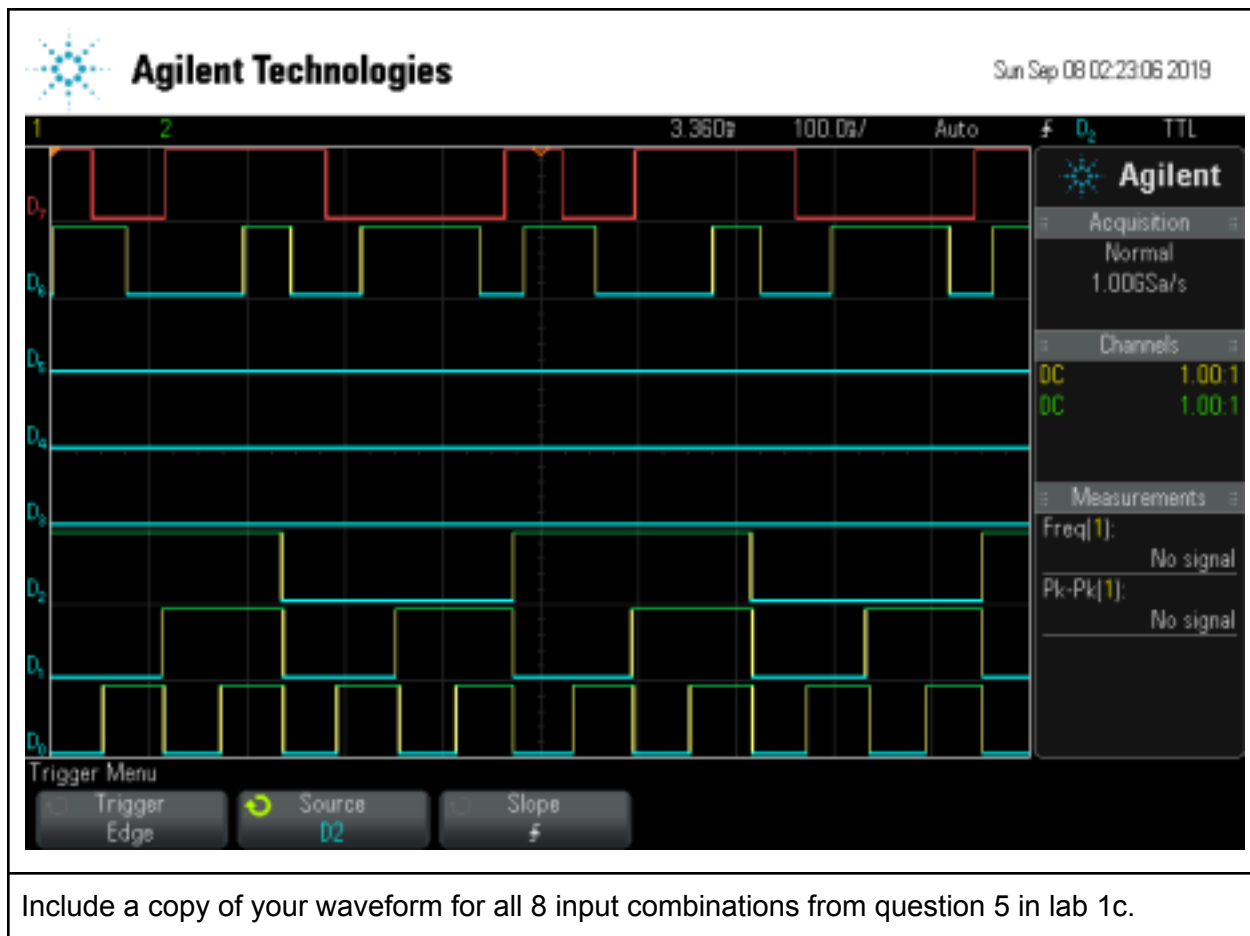 Agilent Technologies
Sun Sep 08 02:23:06 2019
1 2 3.360s 100.0s/ Auto D2 TTL
Agilent
Acquisition
Normal
1.00GSa/s
Channels
DC 1.00:1
DC 1.00:1
Measurements
Freq(1):
No signal
Pk-Pk(1):
No signal
D7
D6
D5
D4
D3
D2
D1
D0
Trigger Menu
Trigger
Edge
Source
D2
Slope
Include a copy of your waveform for all 8 input combinations from question 5 in lab 1c.